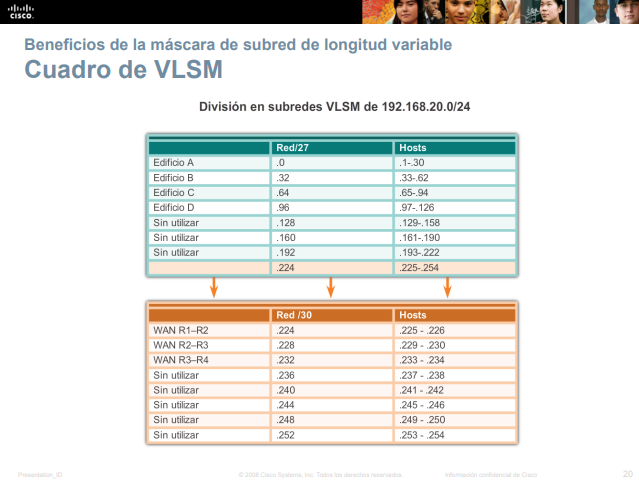 CISCO
Beneficios de la máscara de subred de longitud variable
Cuadro de VLSM
División en subredes VLSM de 192.168.20.0/24
Red/27 Hosts
Edificio A .0 .1-.30
Edificio B .32 .33-.62
Edificio C .64 .65-.94
Edificio D .96 .97-.126
Sin utilizar .128 .129-.158
Sin utilizar .160 .161-.190
Sin utilizar .192 .193-.222
.224 .225-.254
Red /30 Hosts
WAN R1–R2 .224 .225 - .226
WAN R2–R3 .228 .229 - .230
WAN R3–R4 .232 .233 - .234
Sin utilizar .236 .237 - .238
Sin utilizar .240 .241 - .242
Sin utilizar .244 .245 - .246
Sin utilizar .248 .249 - .250
Sin utilizar .252 .253 - .254
Presentation_ID © 2008 Cisco Systems, Inc. Todos los derechos reservados. Información confidencial de Cisco 20